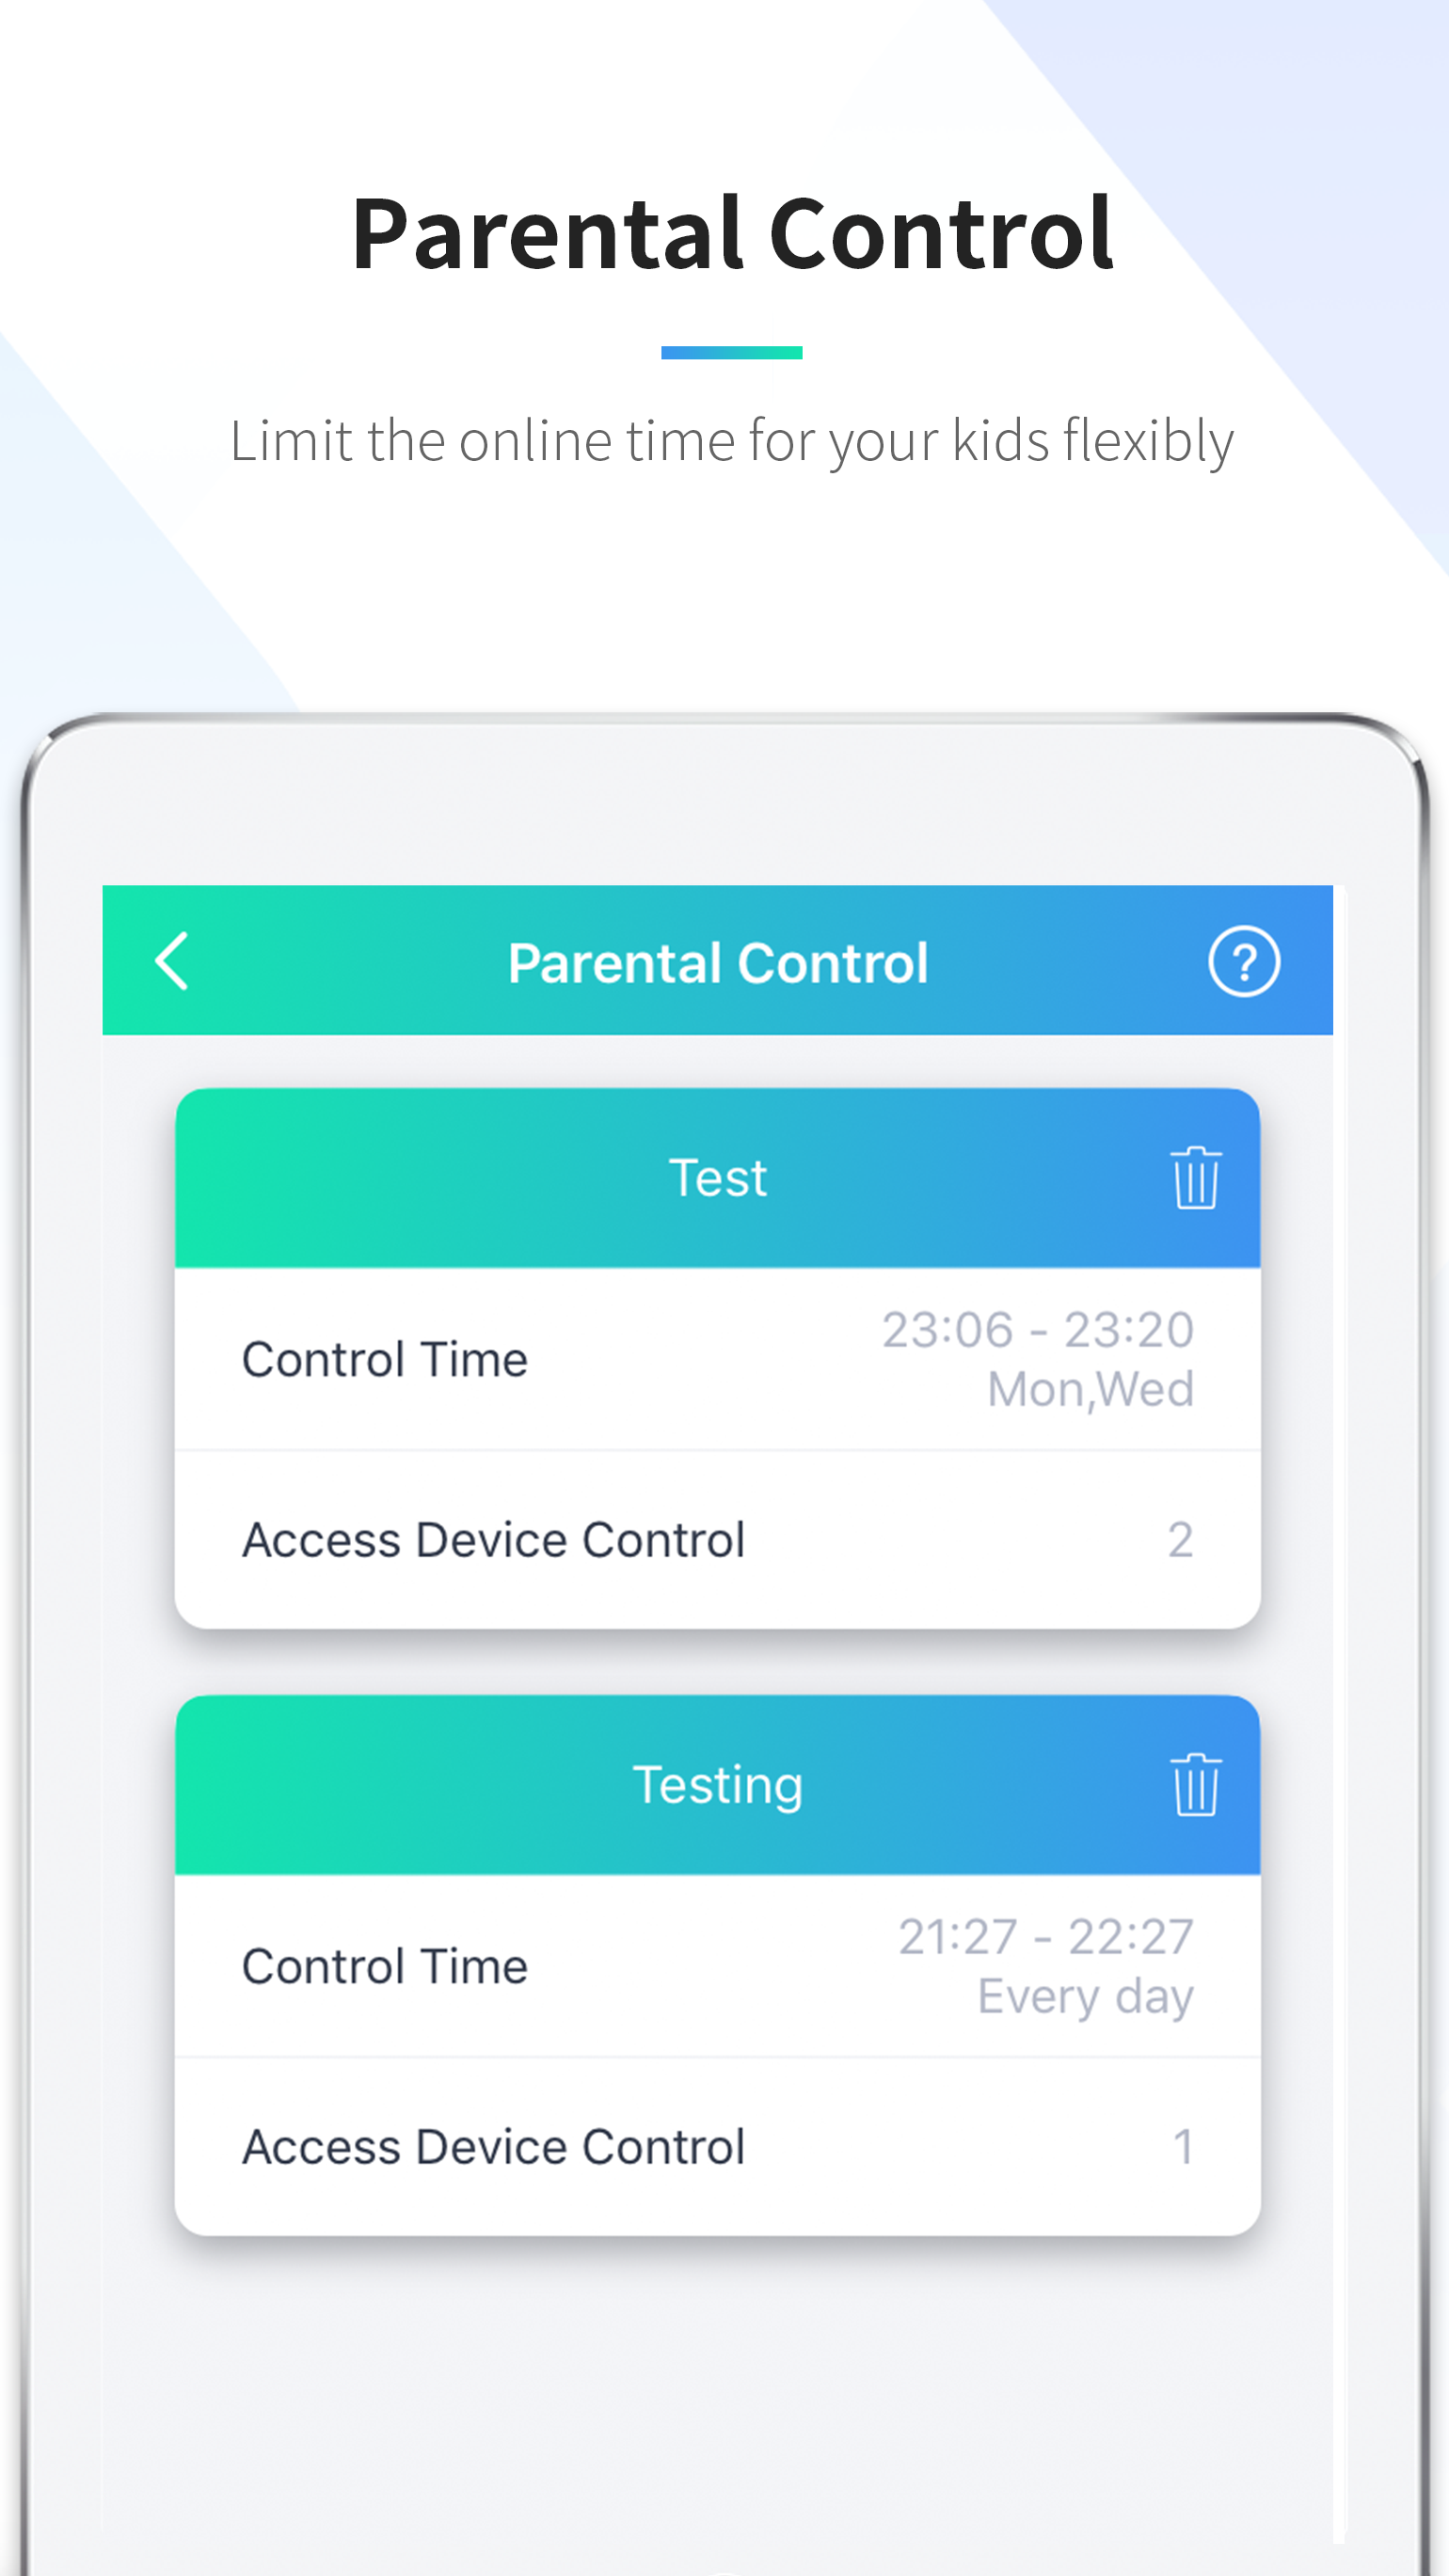 Parental Control
Limit the online time for your kids flexibly
Parental Control
?
Test
Control Time
23:06 - 23:20
Mon,Wed
Access Device Control
2
Testing
Control Time
21:27 - 22:27
Every day
Access Device Control
1